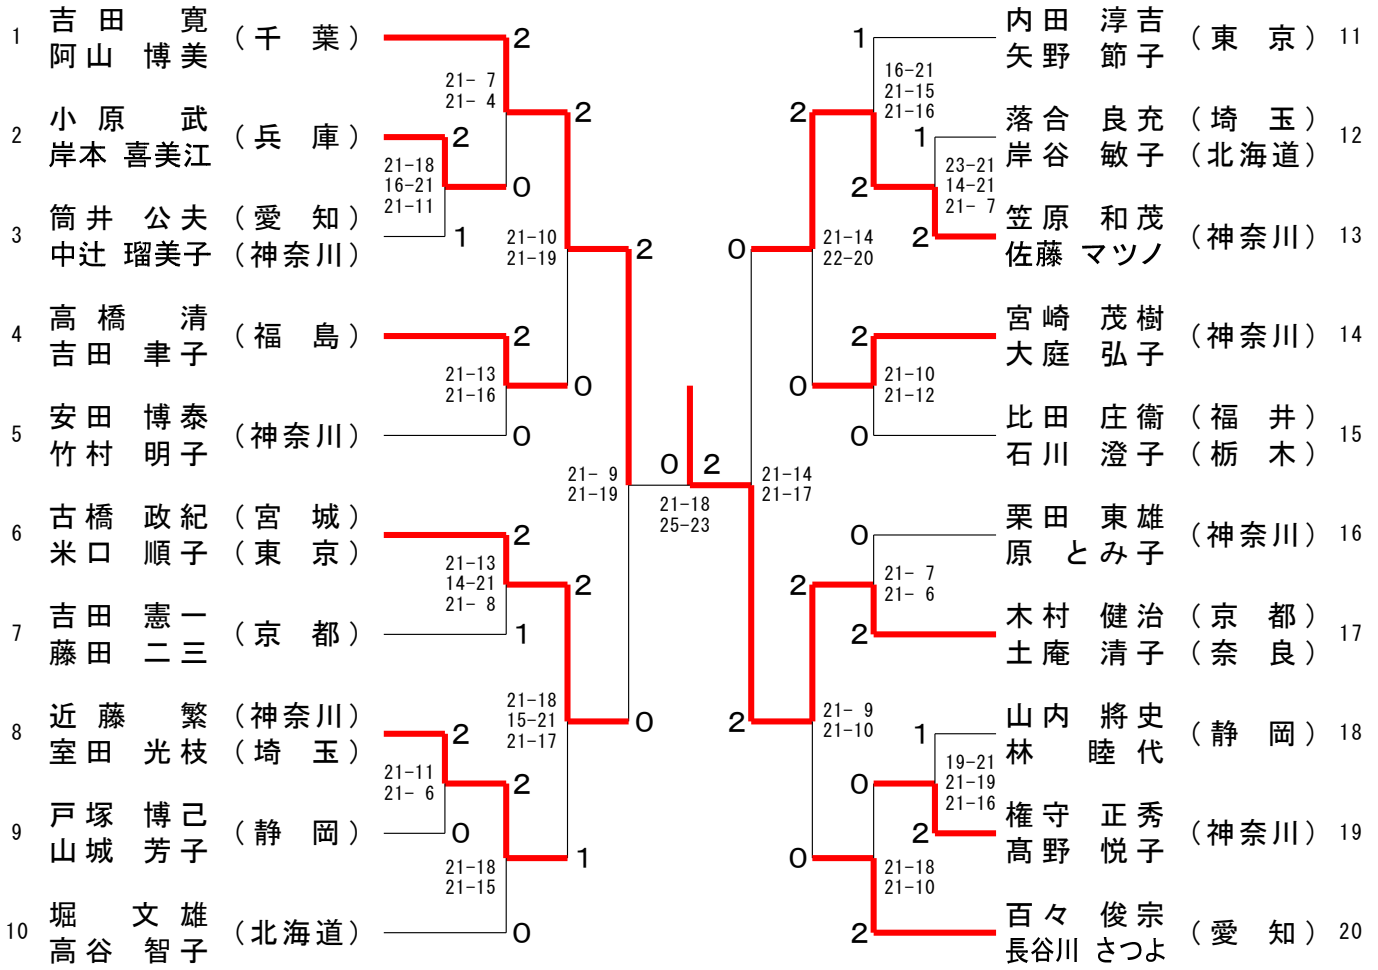 1 吉田 寛 (千 葉)
阿山 博美
2 小原 武 (兵 庫)
岸本 喜美江
3 筒井 公夫 (愛 知)
中辻 瑠美子 (神奈川)
4 高橋 清 (福 島)
吉田 聿子
5 安田 博泰 (神奈川)
竹村 明子
6 古橋 政紀 (宮 城)
米口 順子 (東 京)
7 吉田 憲一 (京 都)
藤田 二三
8 近藤 繁 (神奈川)
室田 光枝 (埼 玉)
9 戸塚 博己 (静 岡)
山城 芳子
10 堀 文雄 (北海道)
高谷 智子
2
21- 7
21- 4
2
2
21-18
16-21
21-11
0
1
21-10
21-19
2
2
21-13
21-16
0
0
21- 9
21-19
2
21-13
14-21
21- 8
2
1
21-18
15-21
21-17
0
2
21-11
21- 6
2
0
1
21-18
21-15
0
0 2
21-18
25-23
内田 淳吉 (東 京) 11
矢野 節子
落合 良充 (埼 玉) 12
岸谷 敏子 (北海道)
笠原 和茂 (神奈川) 13
佐藤 マツノ
宮崎 茂樹 (神奈川) 14
大庭 弘子
比田 庄衞 (福 井) 15
石川 澄子 (栃 木)
栗田 東雄 (神奈川) 16
原 とみ子
木村 健治 (京 都) 17
土庵 清子 (奈 良)
山内 將史 (静 岡) 18
林 睦代
権守 正秀 (神奈川) 19
髙野 悦子
百々 俊宗 (愛 知) 20
長谷川 さつよ
1
16-21
21-15
21-16
2
1
23-21
14-21
21- 7
2
2
0
21-14
22-20
2
0
21-10
21-12
0
21-14
21-17
0
21- 7
21- 6
2
2
2
21- 9
21-10
1
19-21
21-19
21-16
0
2
0
21-18
21-10
2